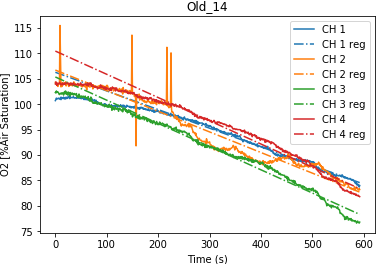 Old_14
O2 [%Air Saturation]
115
110
105
100
95
90
85
80
75
CH 1
CH 1 reg
CH 2
CH 2 reg
CH 3
CH 3 reg
CH 4
CH 4 reg
0 100 200 300 400 500 600
Time (s)